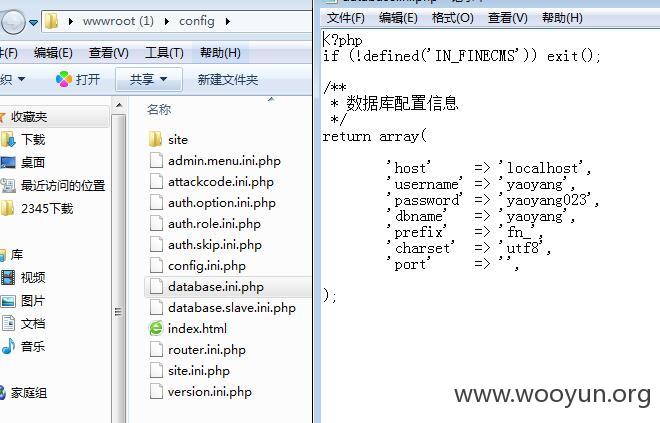 wwwroot (1) ▸ config ▸
件(F) 编辑(E) 查看(V) 工具(T) 帮助(H)
织 打开 共享 新建文件夹
收藏夹
下载
桌面
最近访问的位置
2345下载
库
视频
图片
文档
音乐
家庭组
名称
site
admin.menu.ini.php
attackcode.ini.php
auth.option.ini.php
auth.role.ini.php
auth.skip.ini.php
config.ini.php
database.ini.php
database.slave.ini.php
index.html
router.ini.php
site.ini.php
version.ini.php
文件(F) 编辑(E) 格式(O) 查看(V) 帮助(H)
<?php
if (!defined('IN_FINECMS')) exit();
/**
* 数据库配置信息
*/
return array(
'host' => 'localhost',
'username' => 'yaoyang',
'password' => 'yaoyang023',
'dbname' => 'yaoyang',
'prefix' => 'fn_',
'charset' => 'utf8',
'port' => '',
);
www.wooyun.org